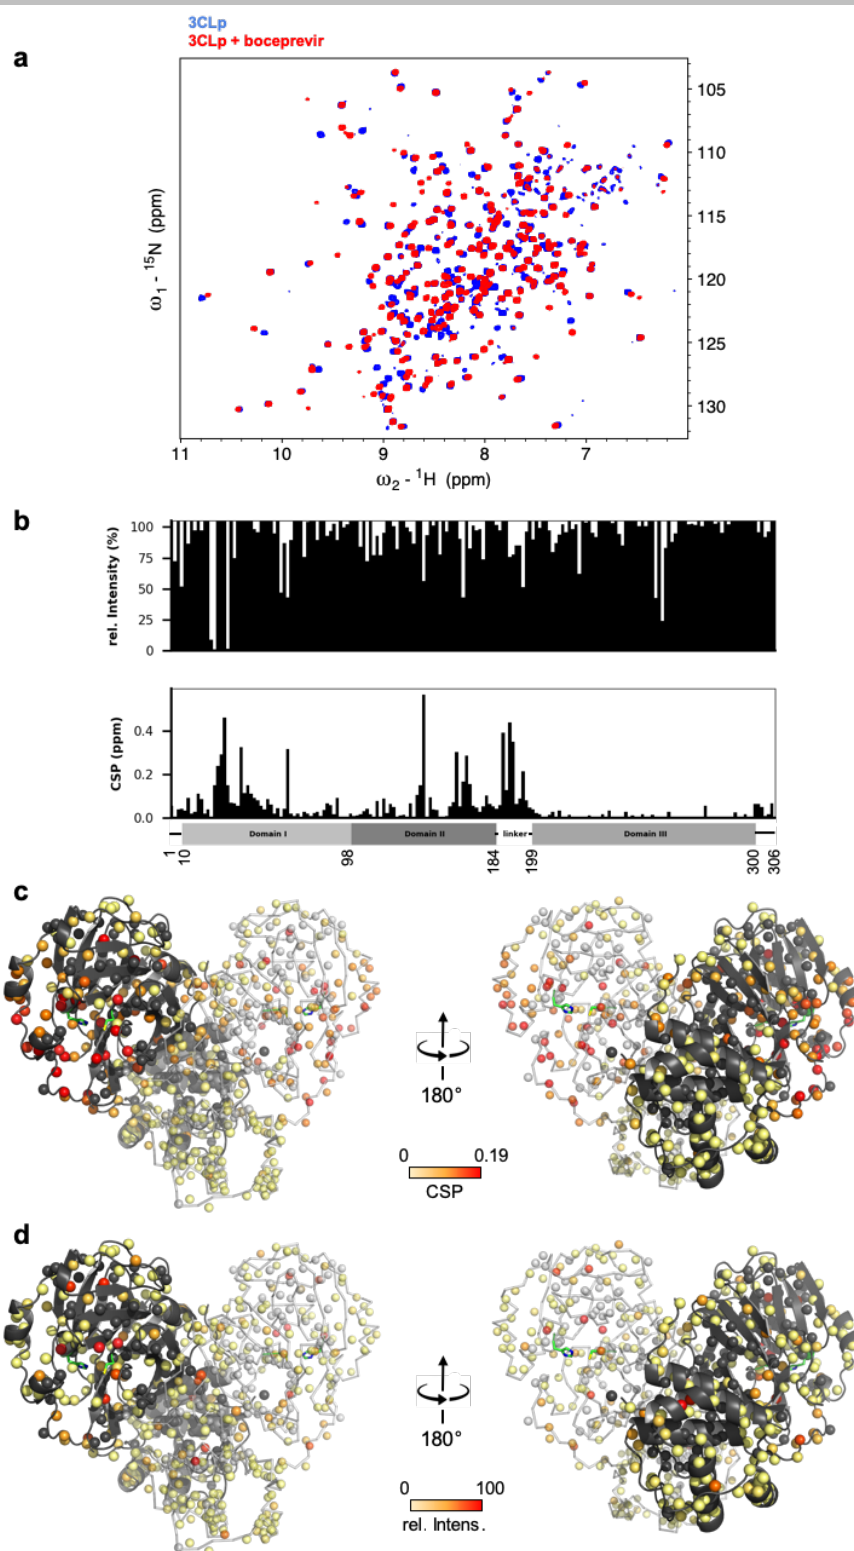 3CLp
3CLp + boceprevir
a
105
110
115
120
125
130
ω1 - 15N (ppm)
11 10 9 8 7
ω2 - 1H (ppm)
b
rel. Intensity (%)
100
75
50
25
0
CSP (ppm)
0.4
0.2
0.0
Domain I Domain II linker Domain III
1 10 98 184 199 300 306
c
180°
0 0.19
CSP
d
180°
0 100
rel. Intens.